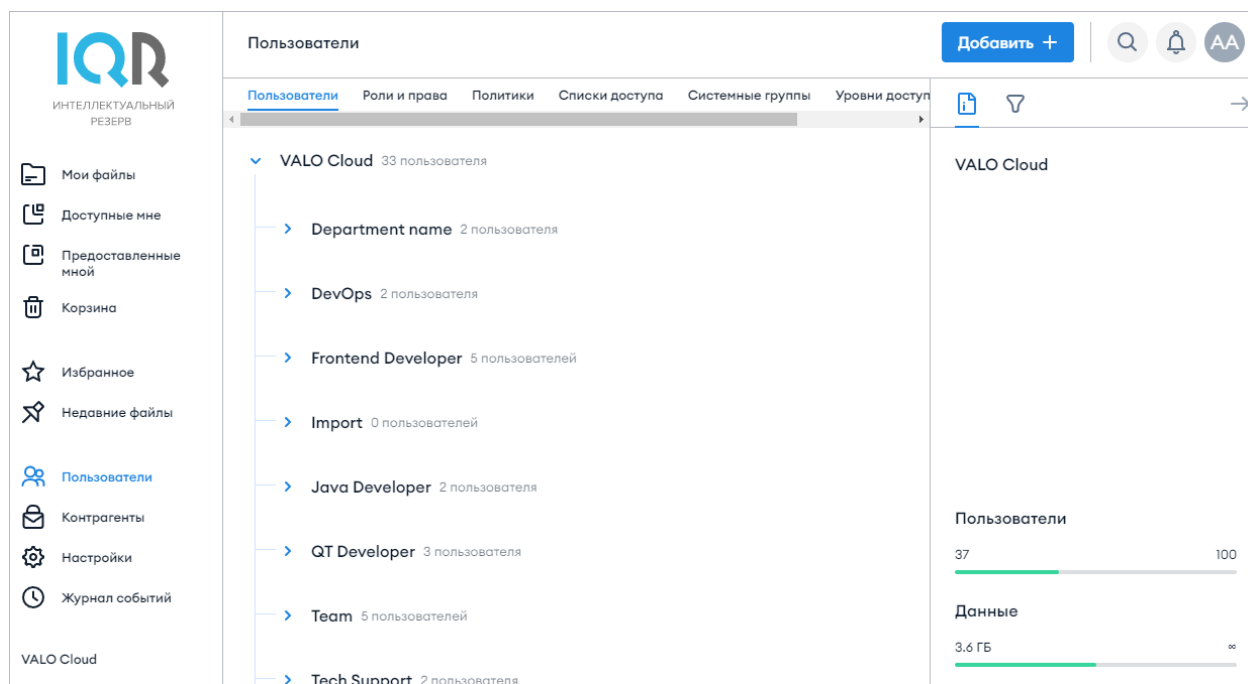 IQR
ИНТЕЛЛЕКТУАЛЬНЫЙ
РЕЗЕРВ
Мои файлы
Доступные мне
Предоставленные
мной
Корзина
Избранное
Недавние файлы
Пользователи
Контрагенты
Настройки
Журнал событий
VALO Cloud
Пользователи
Добавить +
AA
Пользователи Роли и права Политики Списки доступа Системные группы Уровни доступ
VALO Cloud 33 пользователя
Department name 2 пользователя
DevOps 2 пользователя
Frontend Developer 5 пользователей
Import 0 пользователей
Java Developer 2 пользователя
QT Developer 3 пользователя
Team 5 пользователей
Tech Support 2 пользователя
VALO Cloud
Пользователи
37 100
Данные
3.6 ГБ ∞